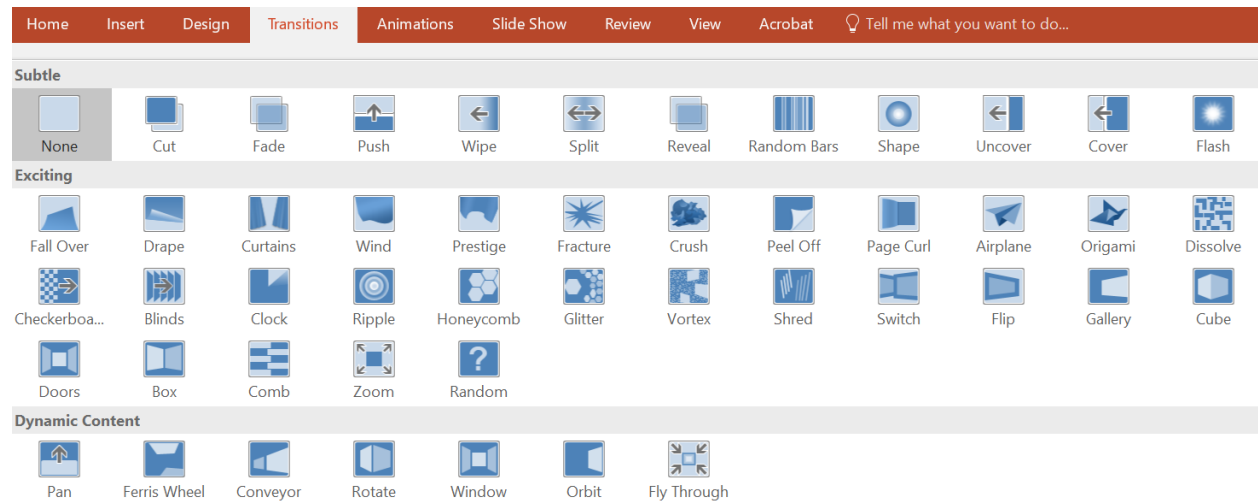 Home Insert Design Transitions Animations Slide Show Review View Acrobat Tell me what you want to do...
Subtle
None Cut Fade Push Wipe Split Reveal Random Bars Shape Uncover Cover Flash
Exciting
Fall Over Drape Curtains Wind Prestige Fracture Crush Peel Off Page Curl Airplane Origami Dissolve
Checkerboa... Blinds Clock Ripple Honeycomb Glitter Vortex Shred Switch Flip Gallery Cube
Doors Box Comb Zoom ? Random
Dynamic Content
Pan Ferris Wheel Conveyor Rotate Window Orbit Fly Through